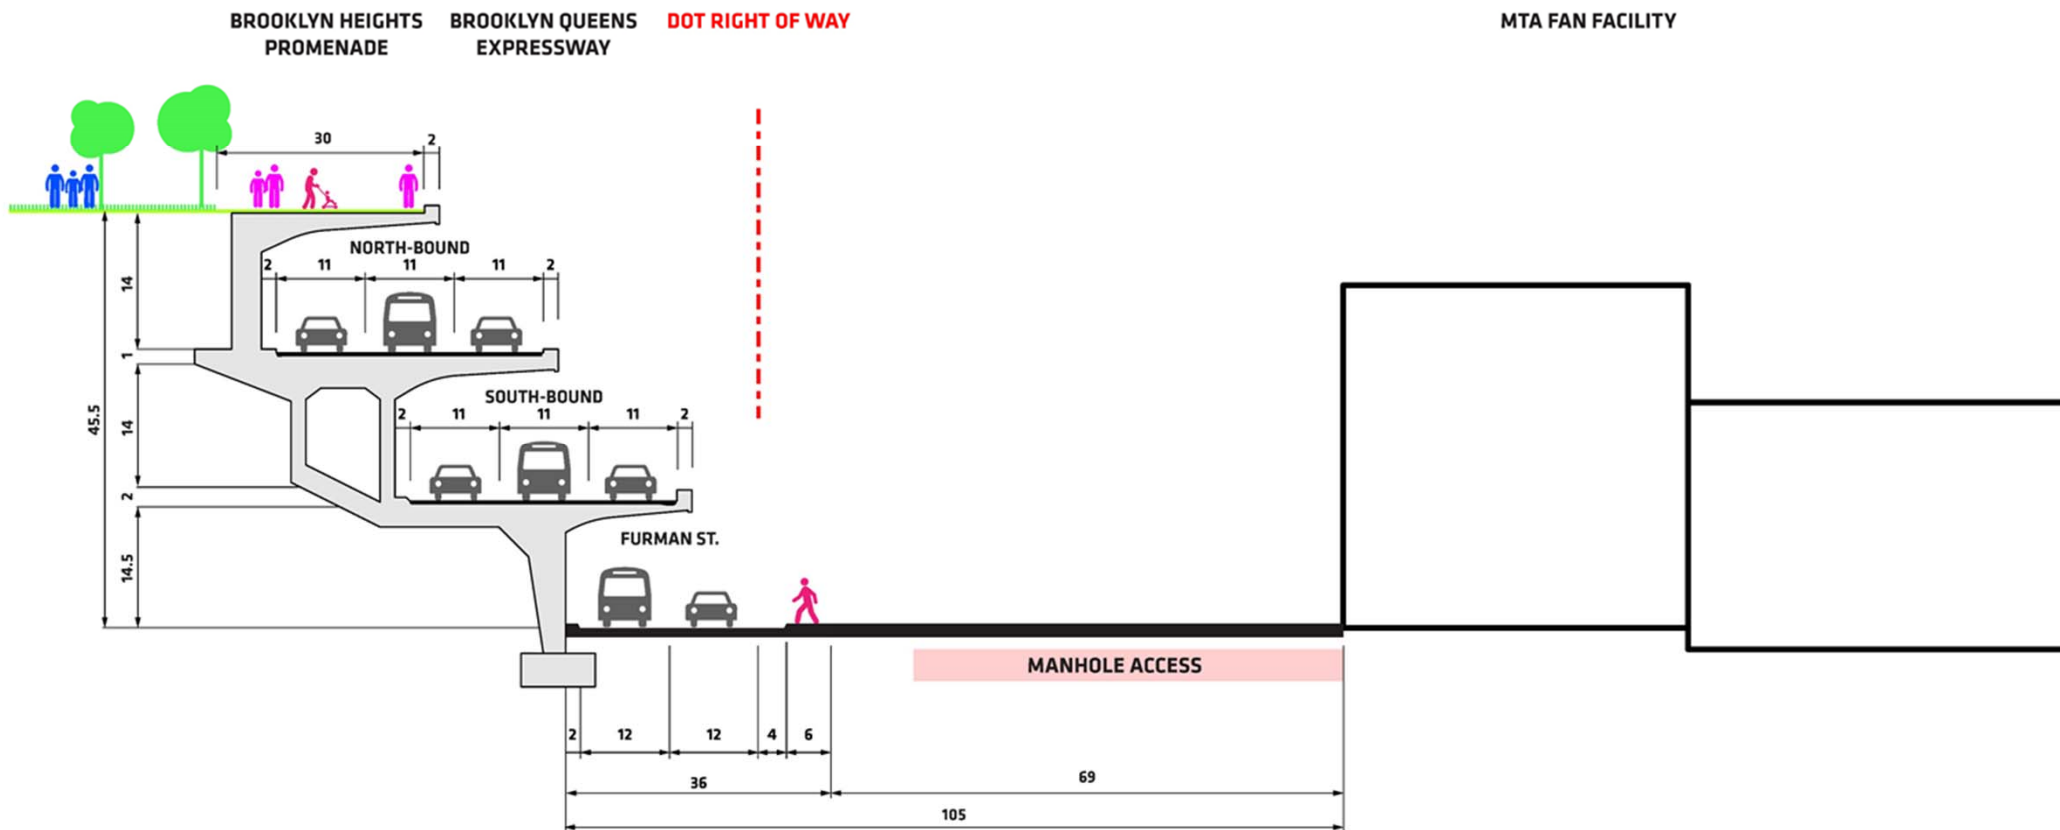 BROOKLYN HEIGHTS
PROMENADE
BROOKLYN QUEENS
EXPRESSWAY
DOT RIGHT OF WAY
MTA FAN FACILITY
30
2
NORTH-BOUND
2
11
11
11
2
14
1
SOUTH-BOUND
2
11
11
11
2
45.5
14
2
FURMAN ST.
14.5
MANHOLE ACCESS
2
12
12
4
6
36
69
105